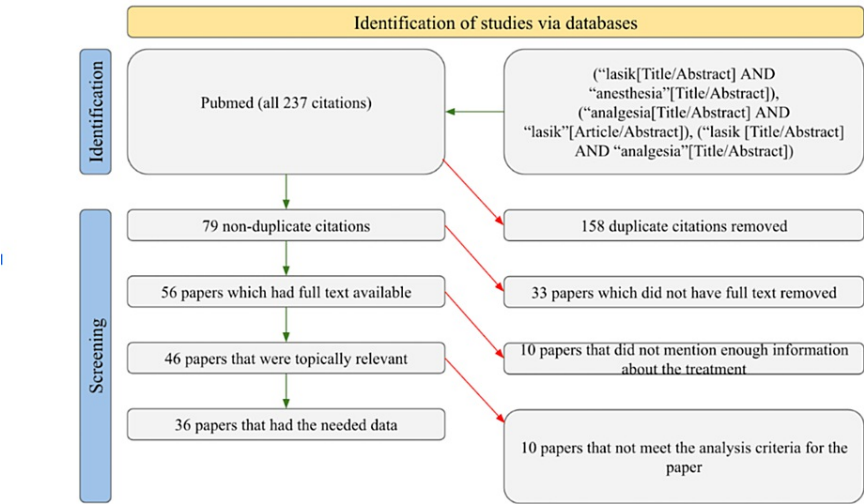 Identification of studies via databases
Identification
Pubmed (all 237 citations)
(“lasik[Title/Abstract] AND
“anesthesia”[Title/Abstract]),
(“analgesia[Title/Abstract] AND
“lasik”[Article/Abstract]), (“lasik [Title/Abstract]
AND “analgesia”[Title/Abstract])
Screening
79 non-duplicate citations
158 duplicate citations removed
56 papers which had full text available
33 papers which did not have full text removed
46 papers that were topically relevant
10 papers that did not mention enough information
about the treatment
36 papers that had the needed data
10 papers that not meet the analysis criteria for the
paper